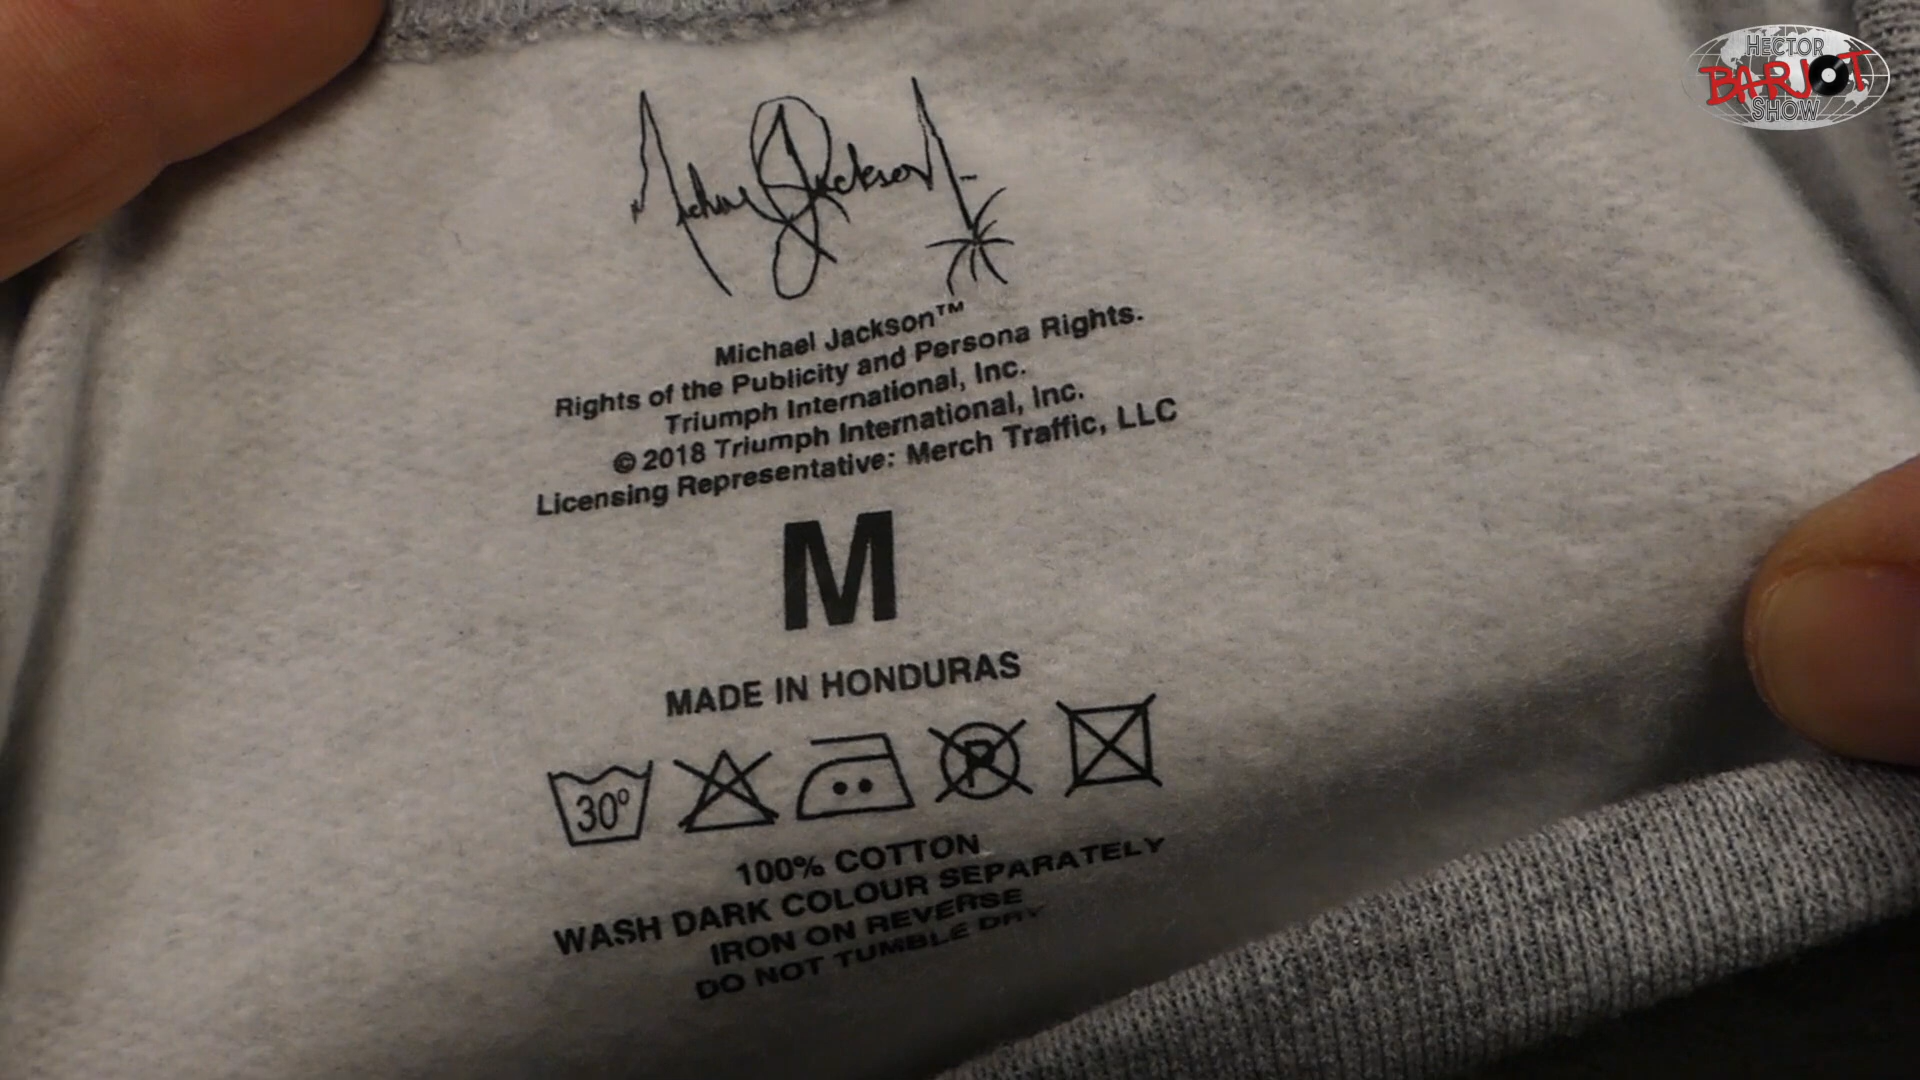 HECTOR
BARJOT
SHOW
Michael Jackson
Michael Jackson™
Rights of the Publicity and Persona Rights.
Triumph International, Inc.
© 2018 Triumph International, Inc.
Licensing Representative: Merch Traffic, LLC
M
MADE IN HONDURAS
30° P
100% COTTON
WASH DARK COLOUR SEPARATELY
IRON ON REVERSE
DO NOT TUMBLE DRY